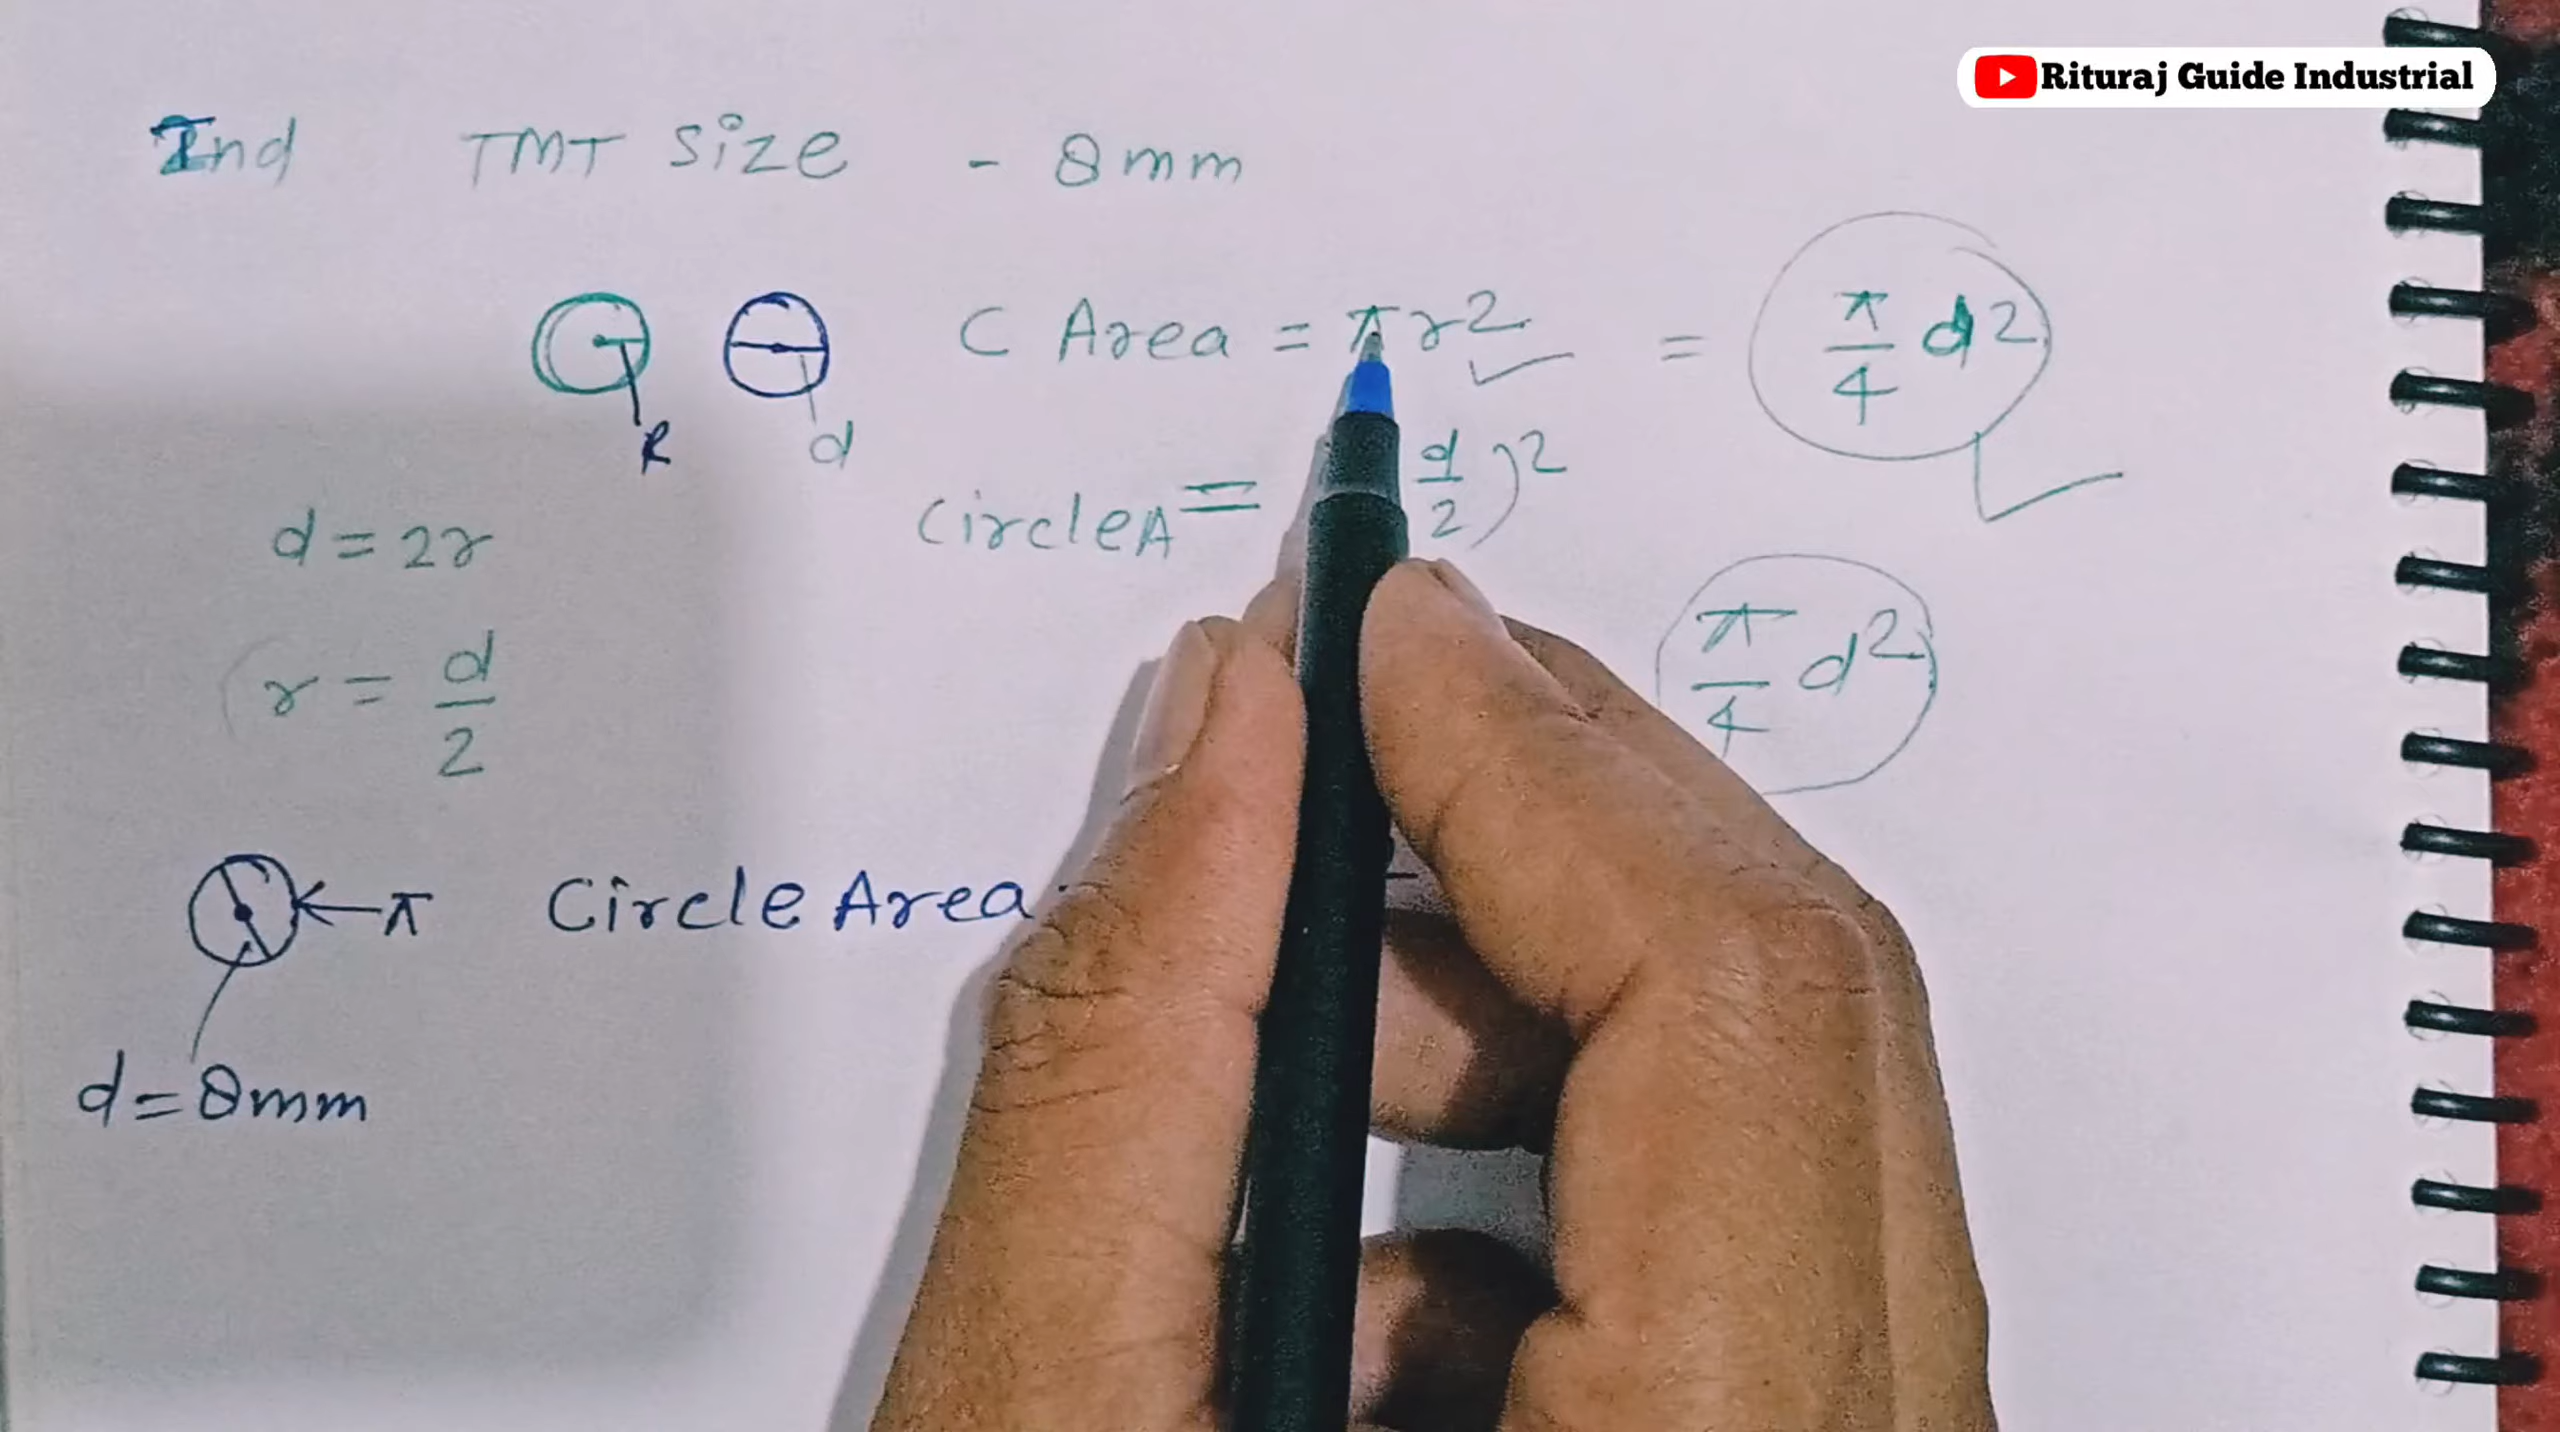 Rituraj Guide Industrial
Ind TMT Size - 8mm
C Area = πr² = π/4 d²
R d
CircleA = d/2)²
d = 2r
r = d/2
π/4 d²
π Circle Area
d = 8mm